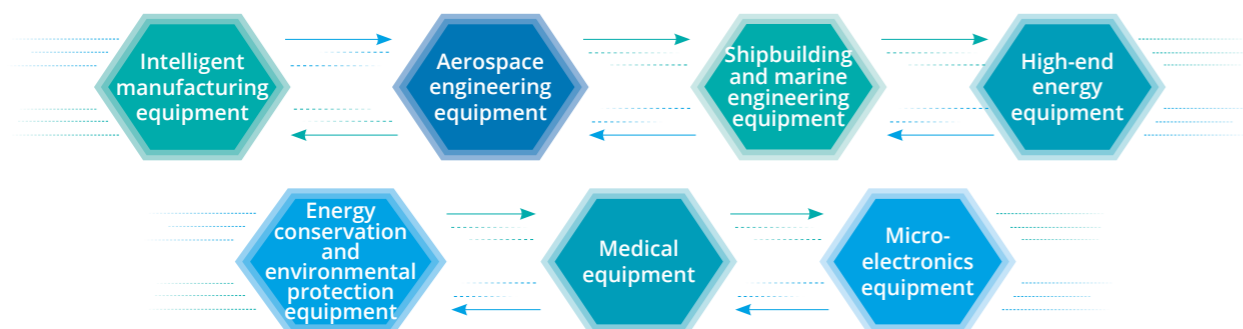 Intelligent
manufacturing
equipment
Aerospace
engineering
equipment
Shipbuilding
and marine
engineering
equipment
High-end
energy
equipment
Energy
conservation
and
environmental
protection
equipment
Medical
equipment
Micro-
electronics
equipment